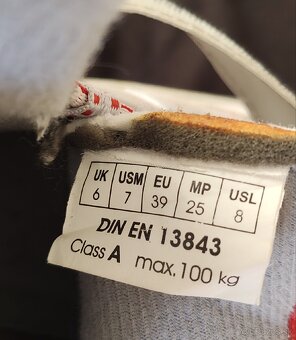 UK USM EU MP USL
6 7 39 25 8
DIN EN 13843
Class A max.100 kg